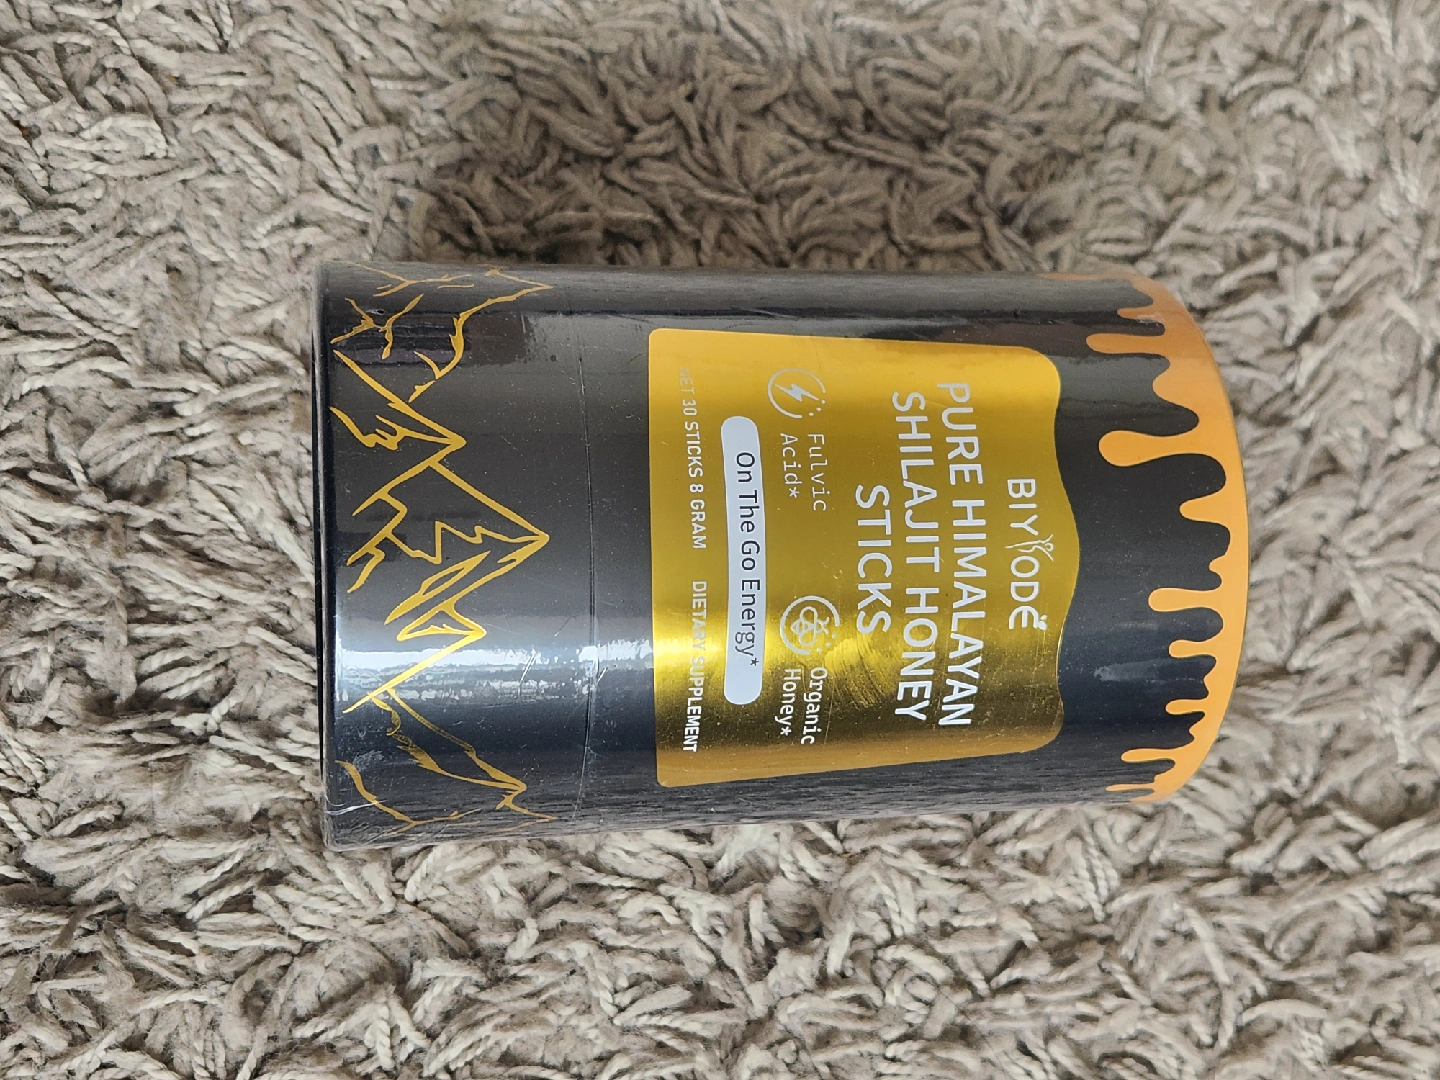 BIYODĒ
PURE HIMALAYAN
SHILAJIT HONEY
STICKS
Fulvic
Acid*
Organic
Honey*
On The Go Energy*
NET 30 STICKS 8 GRAM DIETARY SUPPLEMENT